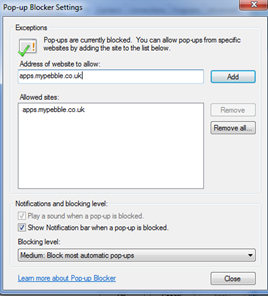 Pop-up Blocker Settings
Exceptions
Pop-ups are currently blocked. You can allow pop-ups from specific
websites by adding the site to the list below.
Address of website to allow:
apps.mypebble.co.uk
Add
Allowed sites:
apps.mypebble.co.uk
Remove
Remove all...
Notifications and blocking level:
Play a sound when a pop-up is blocked.
Show Notification bar when a pop-up is blocked.
Blocking level:
Medium: Block most automatic pop-ups
Learn more about Pop-up Blocker
Close